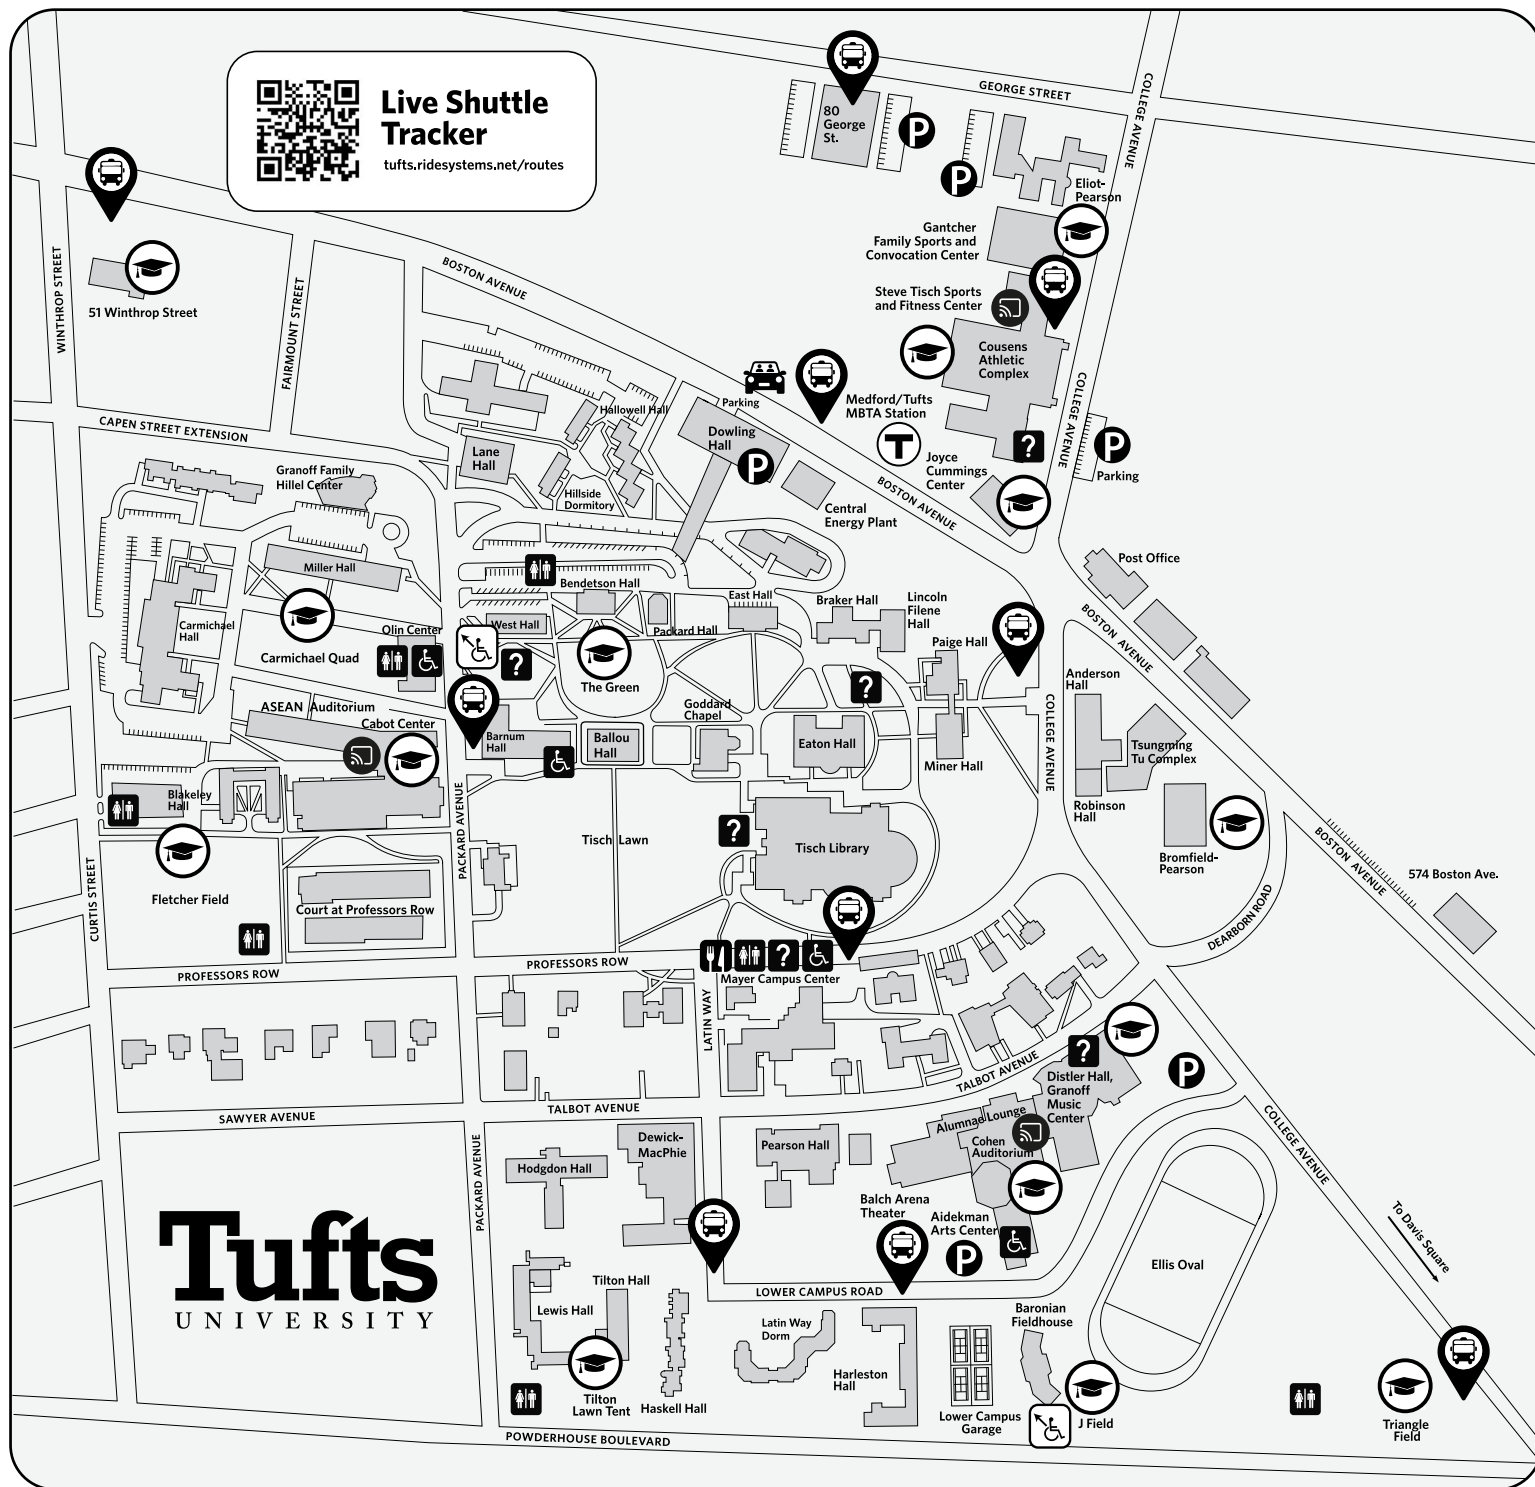 Live Shuttle
Tracker
tufts.ridesystems.net/routes
80
George
St.
P
GEORGE STREET
COLLEGE AVENUE
P
Eliot-
Pearson
Gantcher
Family Sports and
Convocation Center
WINTHROP STREET
51 Winthrop Street
FAIRMOUNT STREET
BOSTON AVENUE
Steve Tisch Sports
and Fitness Center
Cousens
Athletic
Complex
COLLEGE AVENUE
CAPEN STREET EXTENSION
Hallowell Hall
Parking
Dowling
Hall
P
Medford/Tufts
MBTA Station
T
?
P
Parking
Joyce
Cummings
Center
Lane
Hall
Granoff Family
Hillel Center
Hillside
Dormitory
Central
Energy Plant
BOSTON AVENUE
Post Office
Miller Hall
Bendetson Hall
East Hall
Braker Hall
Lincoln
Filene
Hall
BOSTON AVENUE
Carmichael
Hall
Olin Center
West Hall
Packard Hall
Paige Hall
Carmichael Quad
?
The Green
?
Anderson
Hall
ASEAN Auditorium
Cabot Center
Barnum
Hall
Ballou
Hall
Goddard
Chapel
Eaton Hall
Miner Hall
COLLEGE AVENUE
Tsungming
Tu Complex
Blakeley
Hall
PACKARD AVENUE
Robinson
Hall
Tisch Lawn
?
Tisch Library
Bromfield-
Pearson
BOSTON AVENUE
574 Boston Ave.
CURTIS STREET
Fletcher Field
Court at Professors Row
DEARBORN ROAD
PROFESSORS ROW
PROFESSORS ROW
?
Mayer Campus Center
LATIN WAY
TALBOT AVENUE
?
Distler Hall,
Granoff
Music
Center
P
SAWYER AVENUE
TALBOT AVENUE
Alumnae Lounge
Cohen
Auditorium
COLLEGE AVENUE
PACKARD AVENUE
Hodgdon Hall
Dewick-
MacPhie
Pearson Hall
Balch Arena
Theater
Aidekman
Arts Center
P
To Davis Square
Tufts
UNIVERSITY
Ellis Oval
Tilton Hall
Lewis Hall
LOWER CAMPUS ROAD
Latin Way
Dorm
Baronian
Fieldhouse
Harleston
Hall
Tilton
Lawn Tent
Haskell Hall
Lower Campus
Garage
J Field
Triangle
Field
POWDERHOUSE BOULEVARD